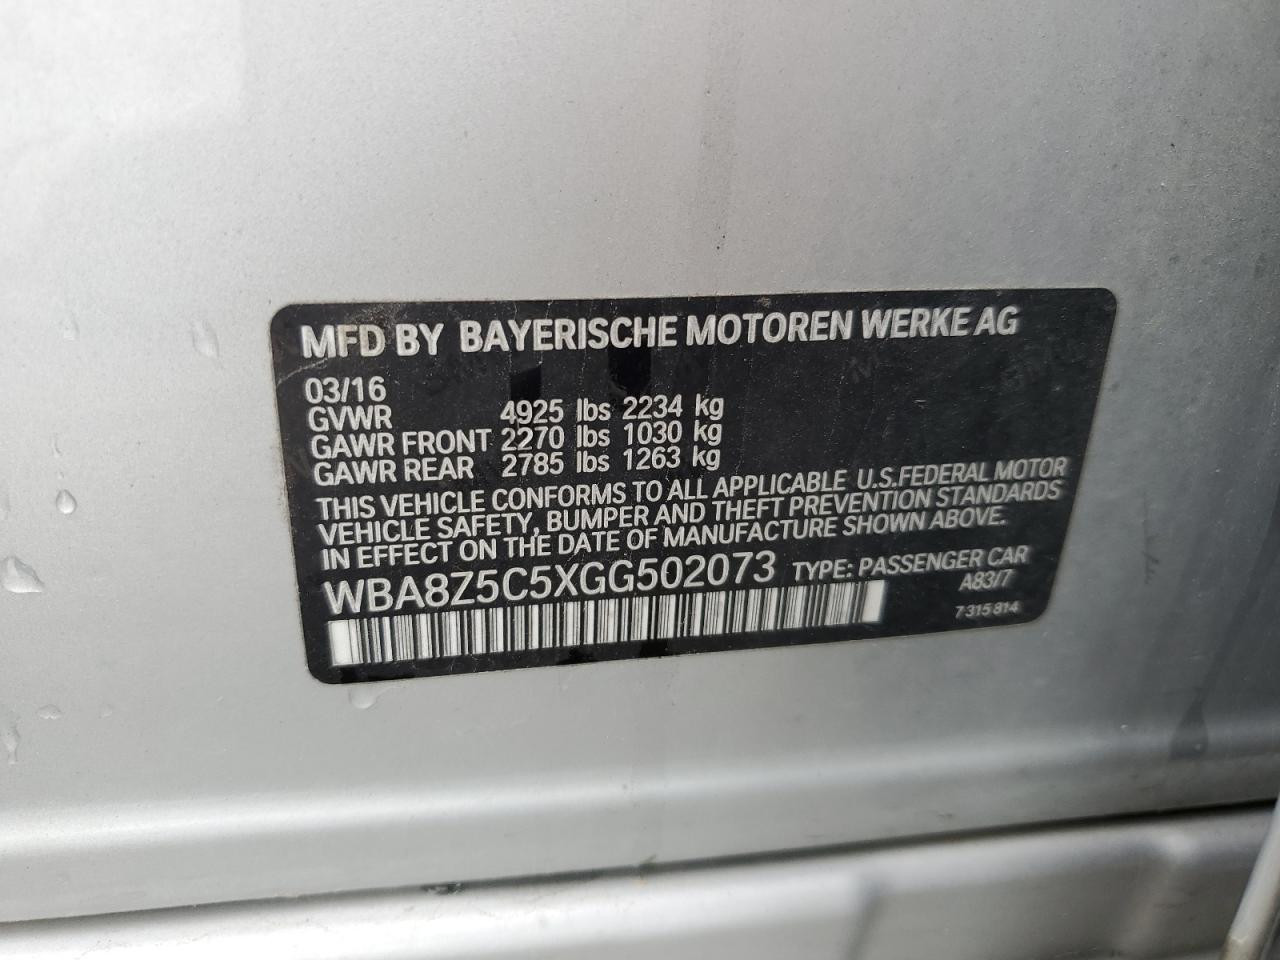 MFD BY BAYERISCHE MOTOREN WERKE AG
03/16
GVWR 4925 lbs 2234 kg
GAWR FRONT 2270 lbs 1030 kg
GAWR REAR 2785 lbs 1263 kg
THIS VEHICLE CONFORMS TO ALL APPLICABLE U.S.FEDERAL MOTOR
VEHICLE SAFETY, BUMPER AND THEFT PREVENTION STANDARDS
IN EFFECT ON THE DATE OF MANUFACTURE SHOWN ABOVE.
WBA8Z5C5XGG502073 TYPE: PASSENGER CAR
A83/7
7 315 814